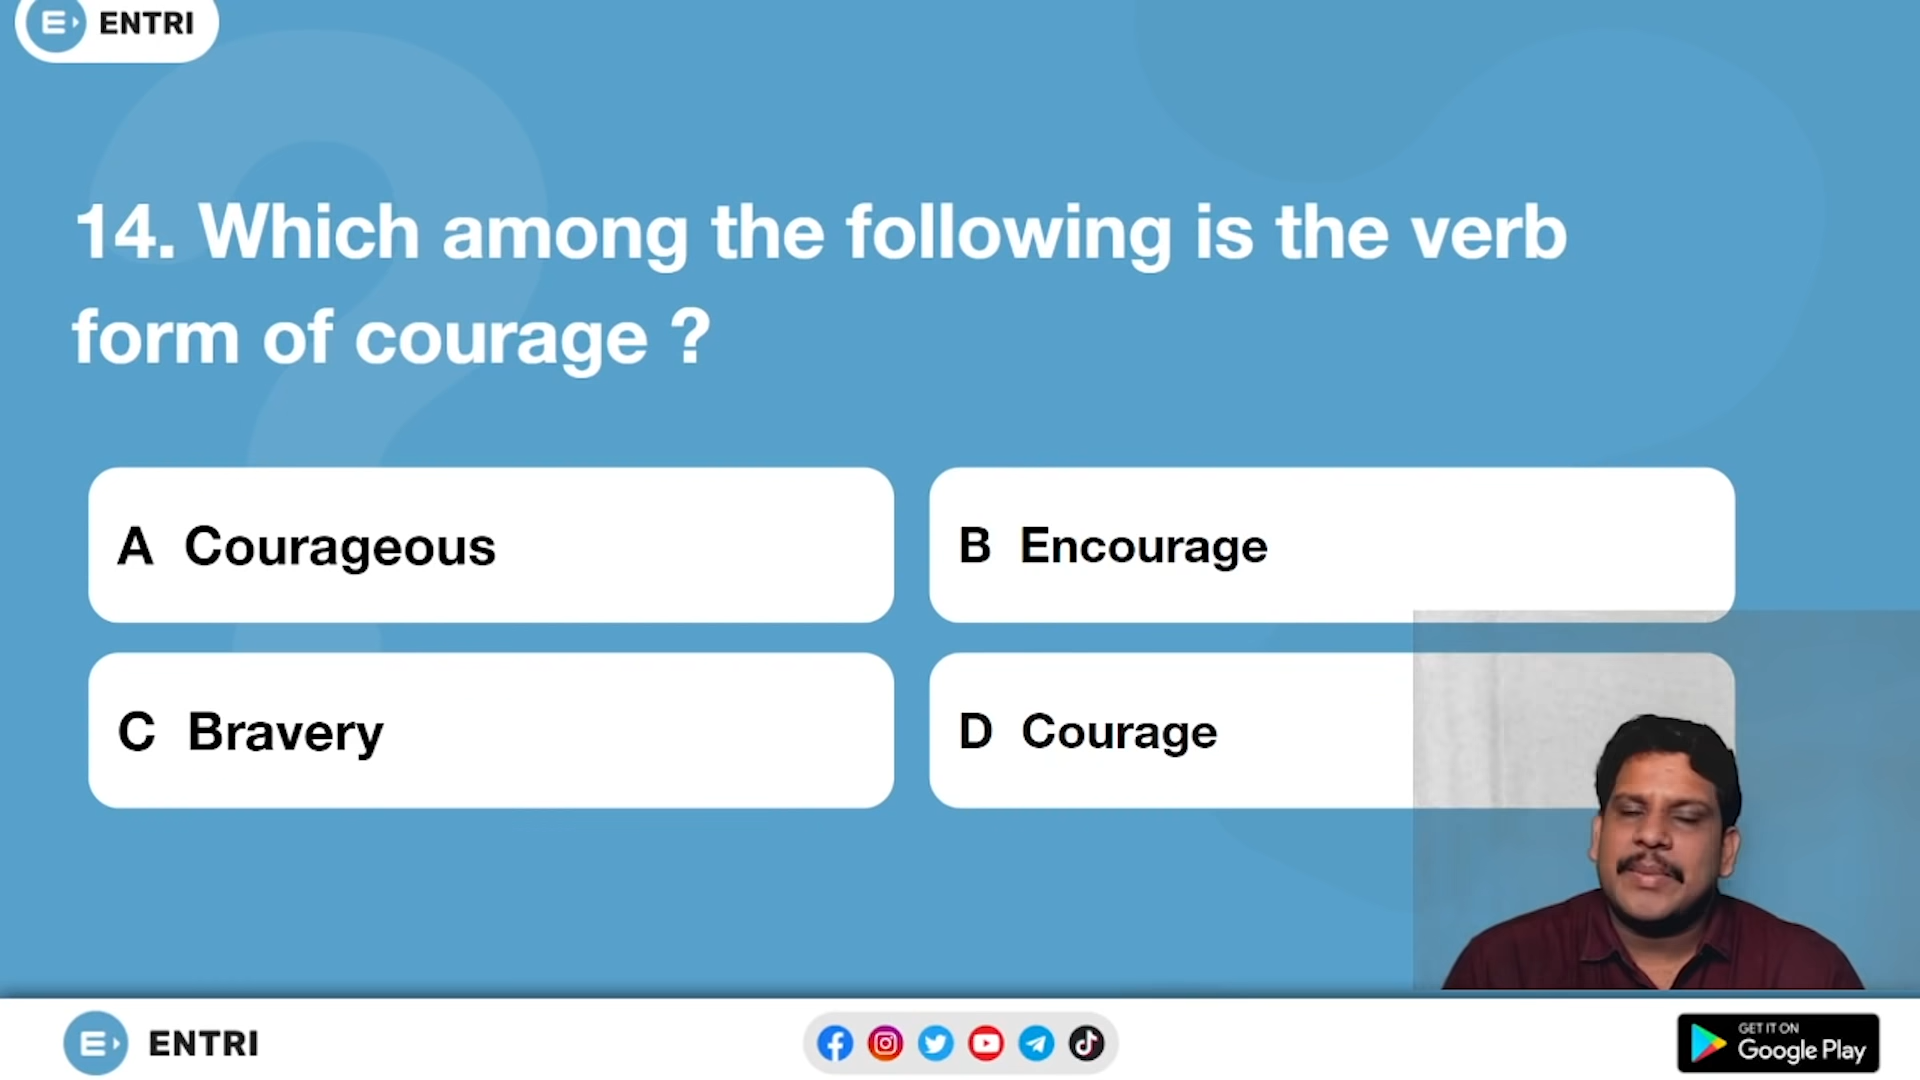 ENTRI
14. Which among the following is the verb
form of courage ?
A Courageous
B Encourage
C Bravery
D Courage
ENTRI
GET IT ON
Google Play